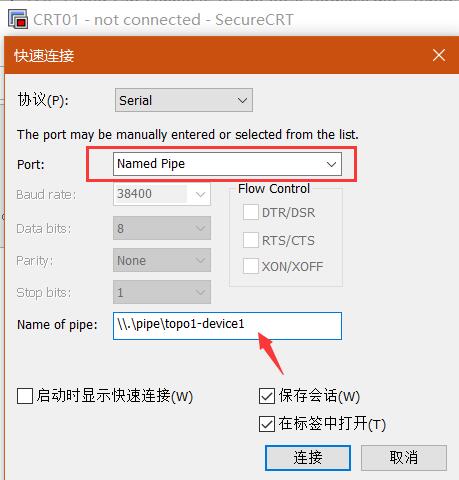 CRT01 - not connected - SecureCRT
快速连接
协议(P): Serial
The port may be manually entered or selected from the list.
Port: Named Pipe
Baud rate: 38400 Flow Control
DTR/DSR
Data bits: 8
RTS/CTS
Parity: None
XON/XOFF
Stop bits: 1
Name of pipe: \\.\pipe\topo1-device1
启动时显示快速连接(W) 保存会话(W)
在标签中打开(T)
连接 取消